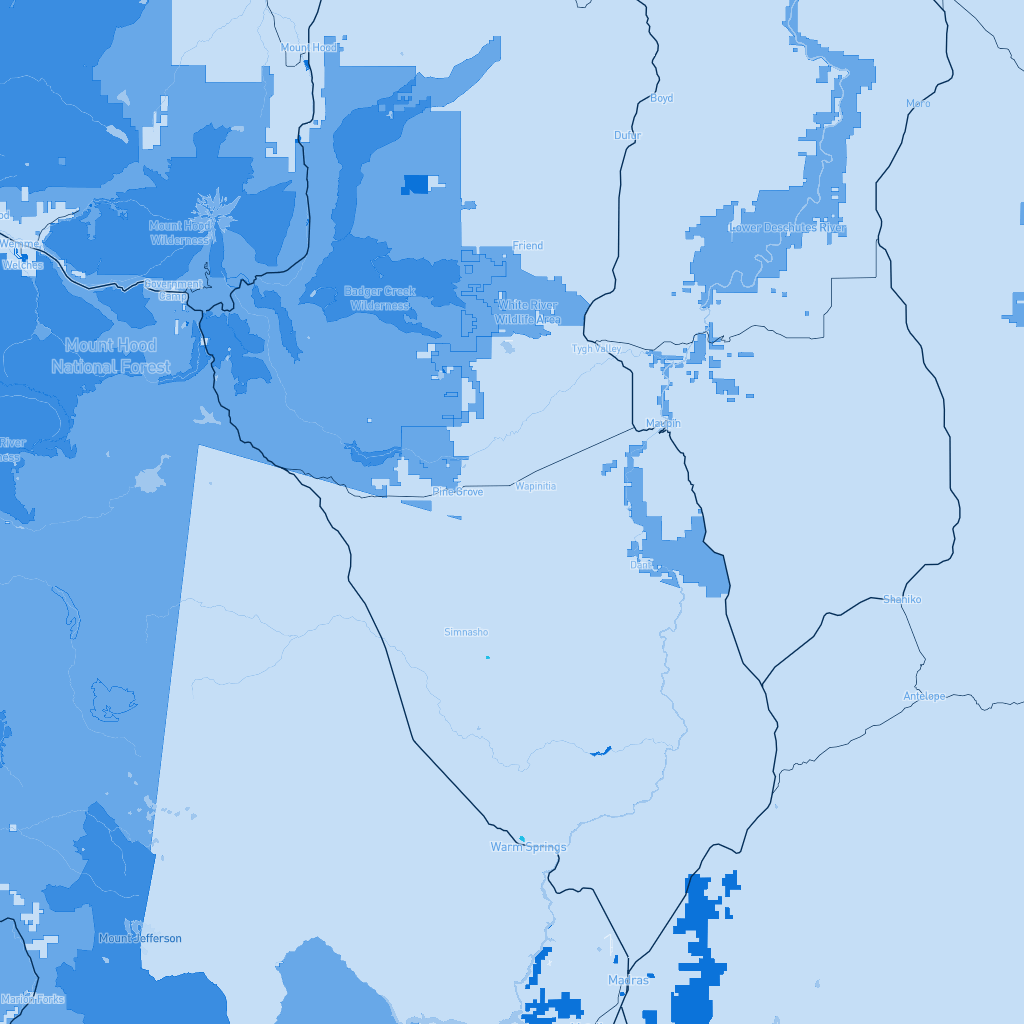 Mount Hood
Boyd
Moro
Dufur
Mount Hood
Wilderness
Lower Deschutes River
Wemme
Welches
Friend
Government
Camp
Badger Creek
Wilderness
White River
Wildlife Area
Mount Hood
National Forest
Tygh Valley
Maupin
River
Pine Grove
Wapinitia
Dant
Shaniko
Simnasho
Antelope
Warm Springs
Mount Jefferson
Madras
Marion Forks